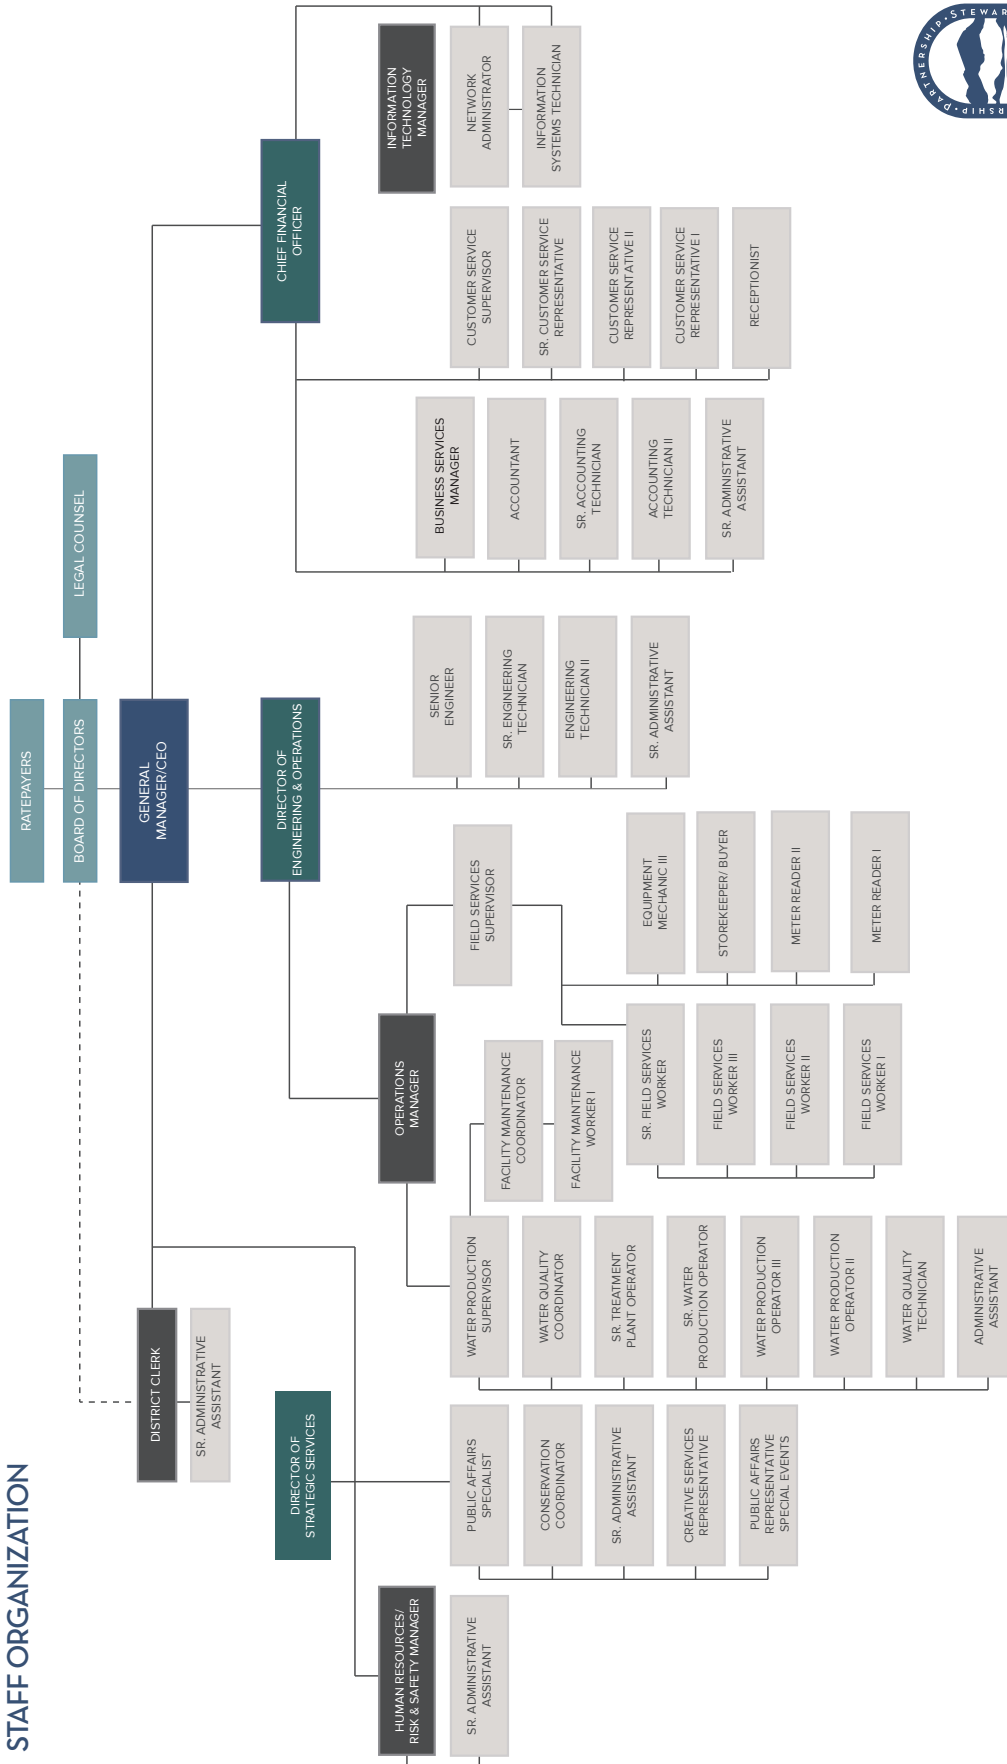 STAFF ORGANIZATION
RATEPAYERS
BOARD OF DIRECTORS
LEGAL COUNSEL
GENERAL
MANAGER/CEO
DISTRICT CLERK
SR. ADMINISTRATIVE
ASSISTANT
DIRECTOR OF
STRATEGIC SERVICES
DIRECTOR OF
ENGINEERING & OPERATIONS
CHIEF FINANCIAL
OFFICER
HUMAN RESOURCES/
RISK & SAFETY MANAGER
SR. ADMINISTRATIVE
ASSISTANT
PUBLIC AFFAIRS
SPECIALIST
CONSERVATION
COORDINATOR
SR. ADMINISTRATIVE
ASSISTANT
CREATIVE SERVICES
REPRESENTATIVE
PUBLIC AFFAIRS
REPRESENTATIVE
SPECIAL EVENTS
OPERATIONS
MANAGER
WATER PRODUCTION
SUPERVISOR
WATER QUALITY
COORDINATOR
SR. TREATMENT
PLANT OPERATOR
SR. WATER
PRODUCTION OPERATOR
WATER PRODUCTION
OPERATOR III
WATER PRODUCTION
OPERATOR II
WATER QUALITY
TECHNICIAN
ADMINISTRATIVE
ASSISTANT
FACILITY MAINTENANCE
COORDINATOR
FACILITY MAINTENANCE
WORKER I
FIELD SERVICES
SUPERVISOR
SR. FIELD SERVICES
WORKER
FIELD SERVICES
WORKER III
FIELD SERVICES
WORKER II
FIELD SERVICES
WORKER I
EQUIPMENT
MECHANIC III
STOREKEEPER/ BUYER
METER READER II
METER READER I
SENIOR
ENGINEER
SR. ENGINEERING
TECHNICIAN
ENGINEERING
TECHNICIAN II
SR. ADMINISTRATIVE
ASSISTANT
BUSINESS SERVICES
MANAGER
ACCOUNTANT
SR. ACCOUNTING
TECHNICIAN
ACCOUNTING
TECHNICIAN II
SR. ADMINISTRATIVE
ASSISTANT
CUSTOMER SERVICE
SUPERVISOR
SR. CUSTOMER SERVICE
REPRESENTATIVE
CUSTOMER SERVICE
REPRESENTATIVE II
CUSTOMER SERVICE
REPRESENTATIVE I
RECEPTIONIST
INFORMATION
TECHNOLOGY
MANAGER
NETWORK
ADMINISTRATOR
INFORMATION
SYSTEMS TECHNICIAN
PARTNERSHIP